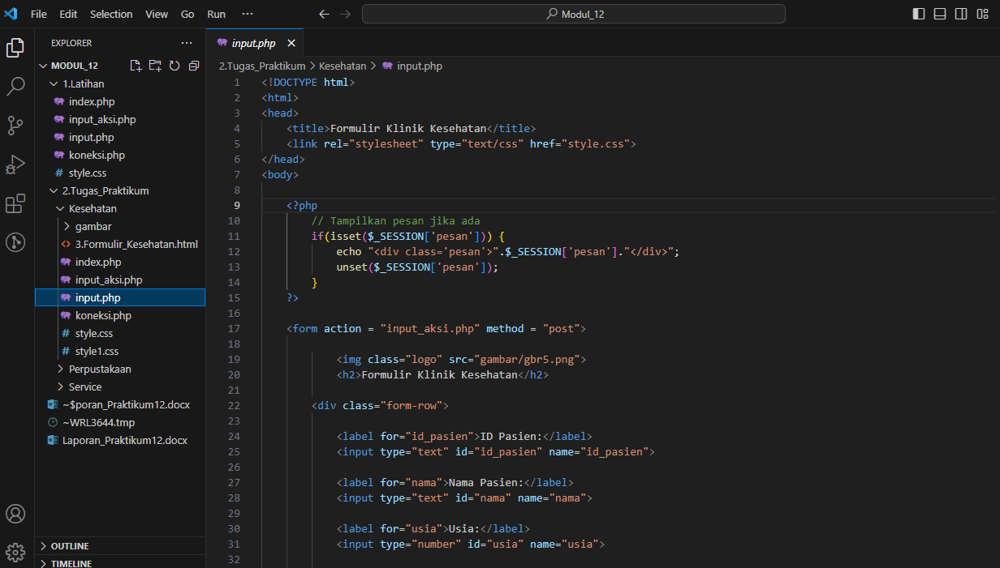 File Edit Selection View Go Run ···
Modul_12
EXPLORER ···
MODUL_12
1.Latihan
index.php
input_aksi.php
input.php
koneksi.php
# style.css
2.Tugas_Praktikum
Kesehatan
gambar
<> 3.Formulir_Kesehatan.html
index.php
input_aksi.php
input.php
koneksi.php
# style.css
# style1.css
Perpustakaan
Service
~$poran_Praktikum12.docx
~WRL3644.tmp
Laporan_Praktikum12.docx
OUTLINE
TIMELINE
input.php
2.Tugas_Praktikum > Kesehatan > input.php
1 <!DOCTYPE html>
2 <html>
3 <head>
4 <title>Formulir Klinik Kesehatan</title>
5 <link rel="stylesheet" type="text/css" href="style.css">
6 </head>
7 <body>
8
9 <?php
10 // Tampilkan pesan jika ada
11 if(isset($_SESSION['pesan'])) {
12 echo "<div class='pesan'>".$_SESSION['pesan']."</div>";
13 unset($_SESSION['pesan']);
14 }
15 ?>
16
17 <form action = "input_aksi.php" method = "post">
18
19 <img class="logo" src="gambar/gbr5.png">
20 <h2>Formulir Klinik Kesehatan</h2>
21
22 <div class="form-row">
23
24 <label for="id_pasien">ID Pasien:</label>
25 <input type="text" id="id_pasien" name="id_pasien">
26
27 <label for="nama">Nama Pasien:</label>
28 <input type="text" id="nama" name="nama">
29
30 <label for="usia">Usia:</label>
31 <input type="number" id="usia" name="usia">
32